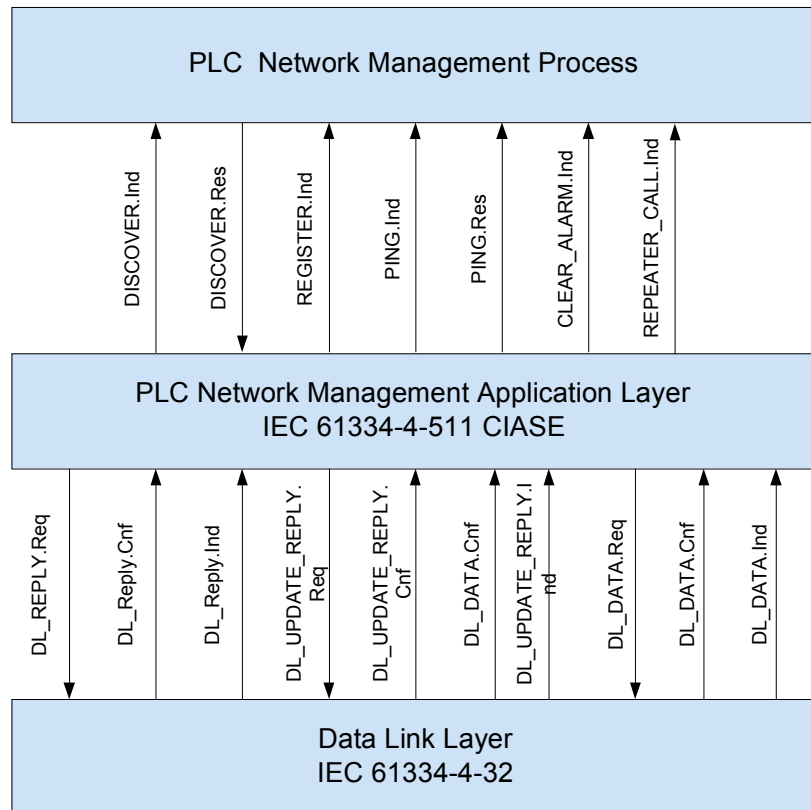 PLC Network Management Process
DISCOVER.Ind
DISCOVER.Res
REGISTER.Ind
PING.Ind
PING.Res
CLEAR_ALARM.Ind
REPEATER_CALL.Ind
PLC Network Management Application Layer
IEC 61334-4-511 CIASE
DL_REPLY.Req
DL_Reply.Cnf
DL_Reply.Ind
DL_UPDATE_REPLY.
Req
DL_UPDATE_REPLY.
Cnf
DL_DATA.Cnf
DL_UPDATE_REPLY.I
nd
DL_DATA.Req
DL_DATA.Cnf
DL_DATA.Ind
Data Link Layer
IEC 61334-4-32